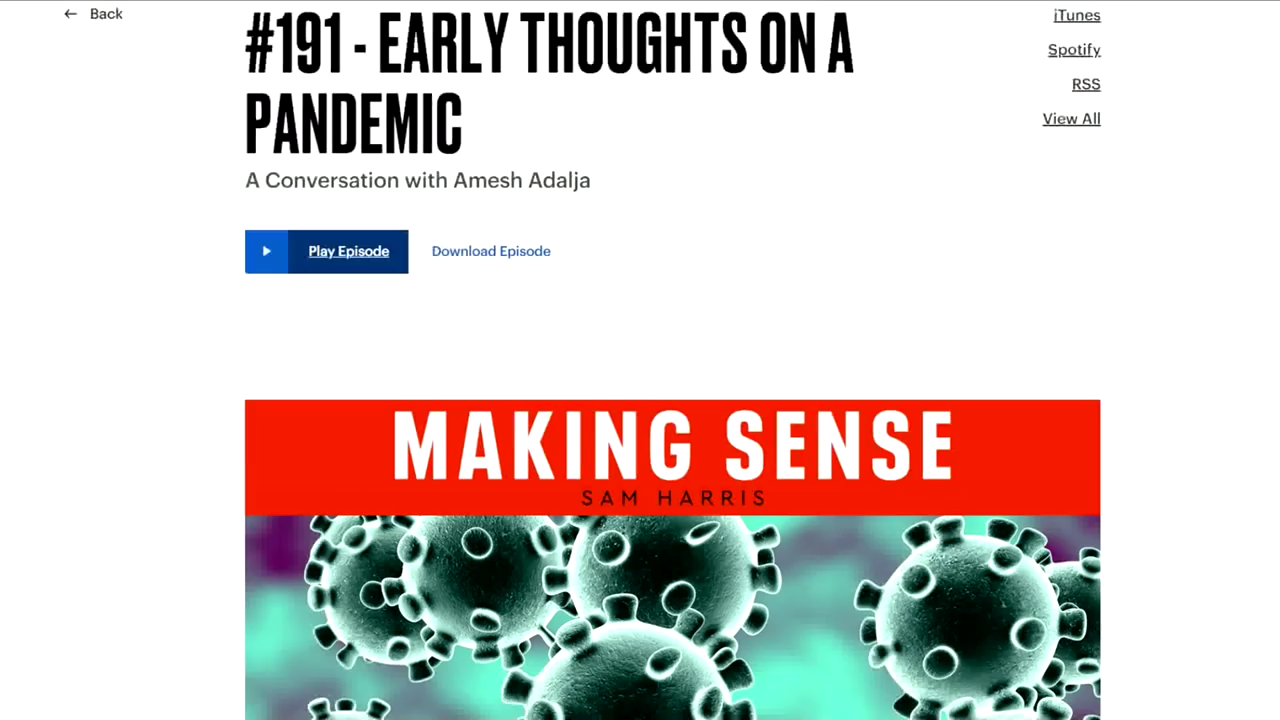 ← Back
#191 - EARLY THOUGHTS ON A
PANDEMIC
A Conversation with Amesh Adalja
Play Episode
Download Episode
iTunes
Spotify
RSS
View All
MAKING SENSE
SAM HARRIS